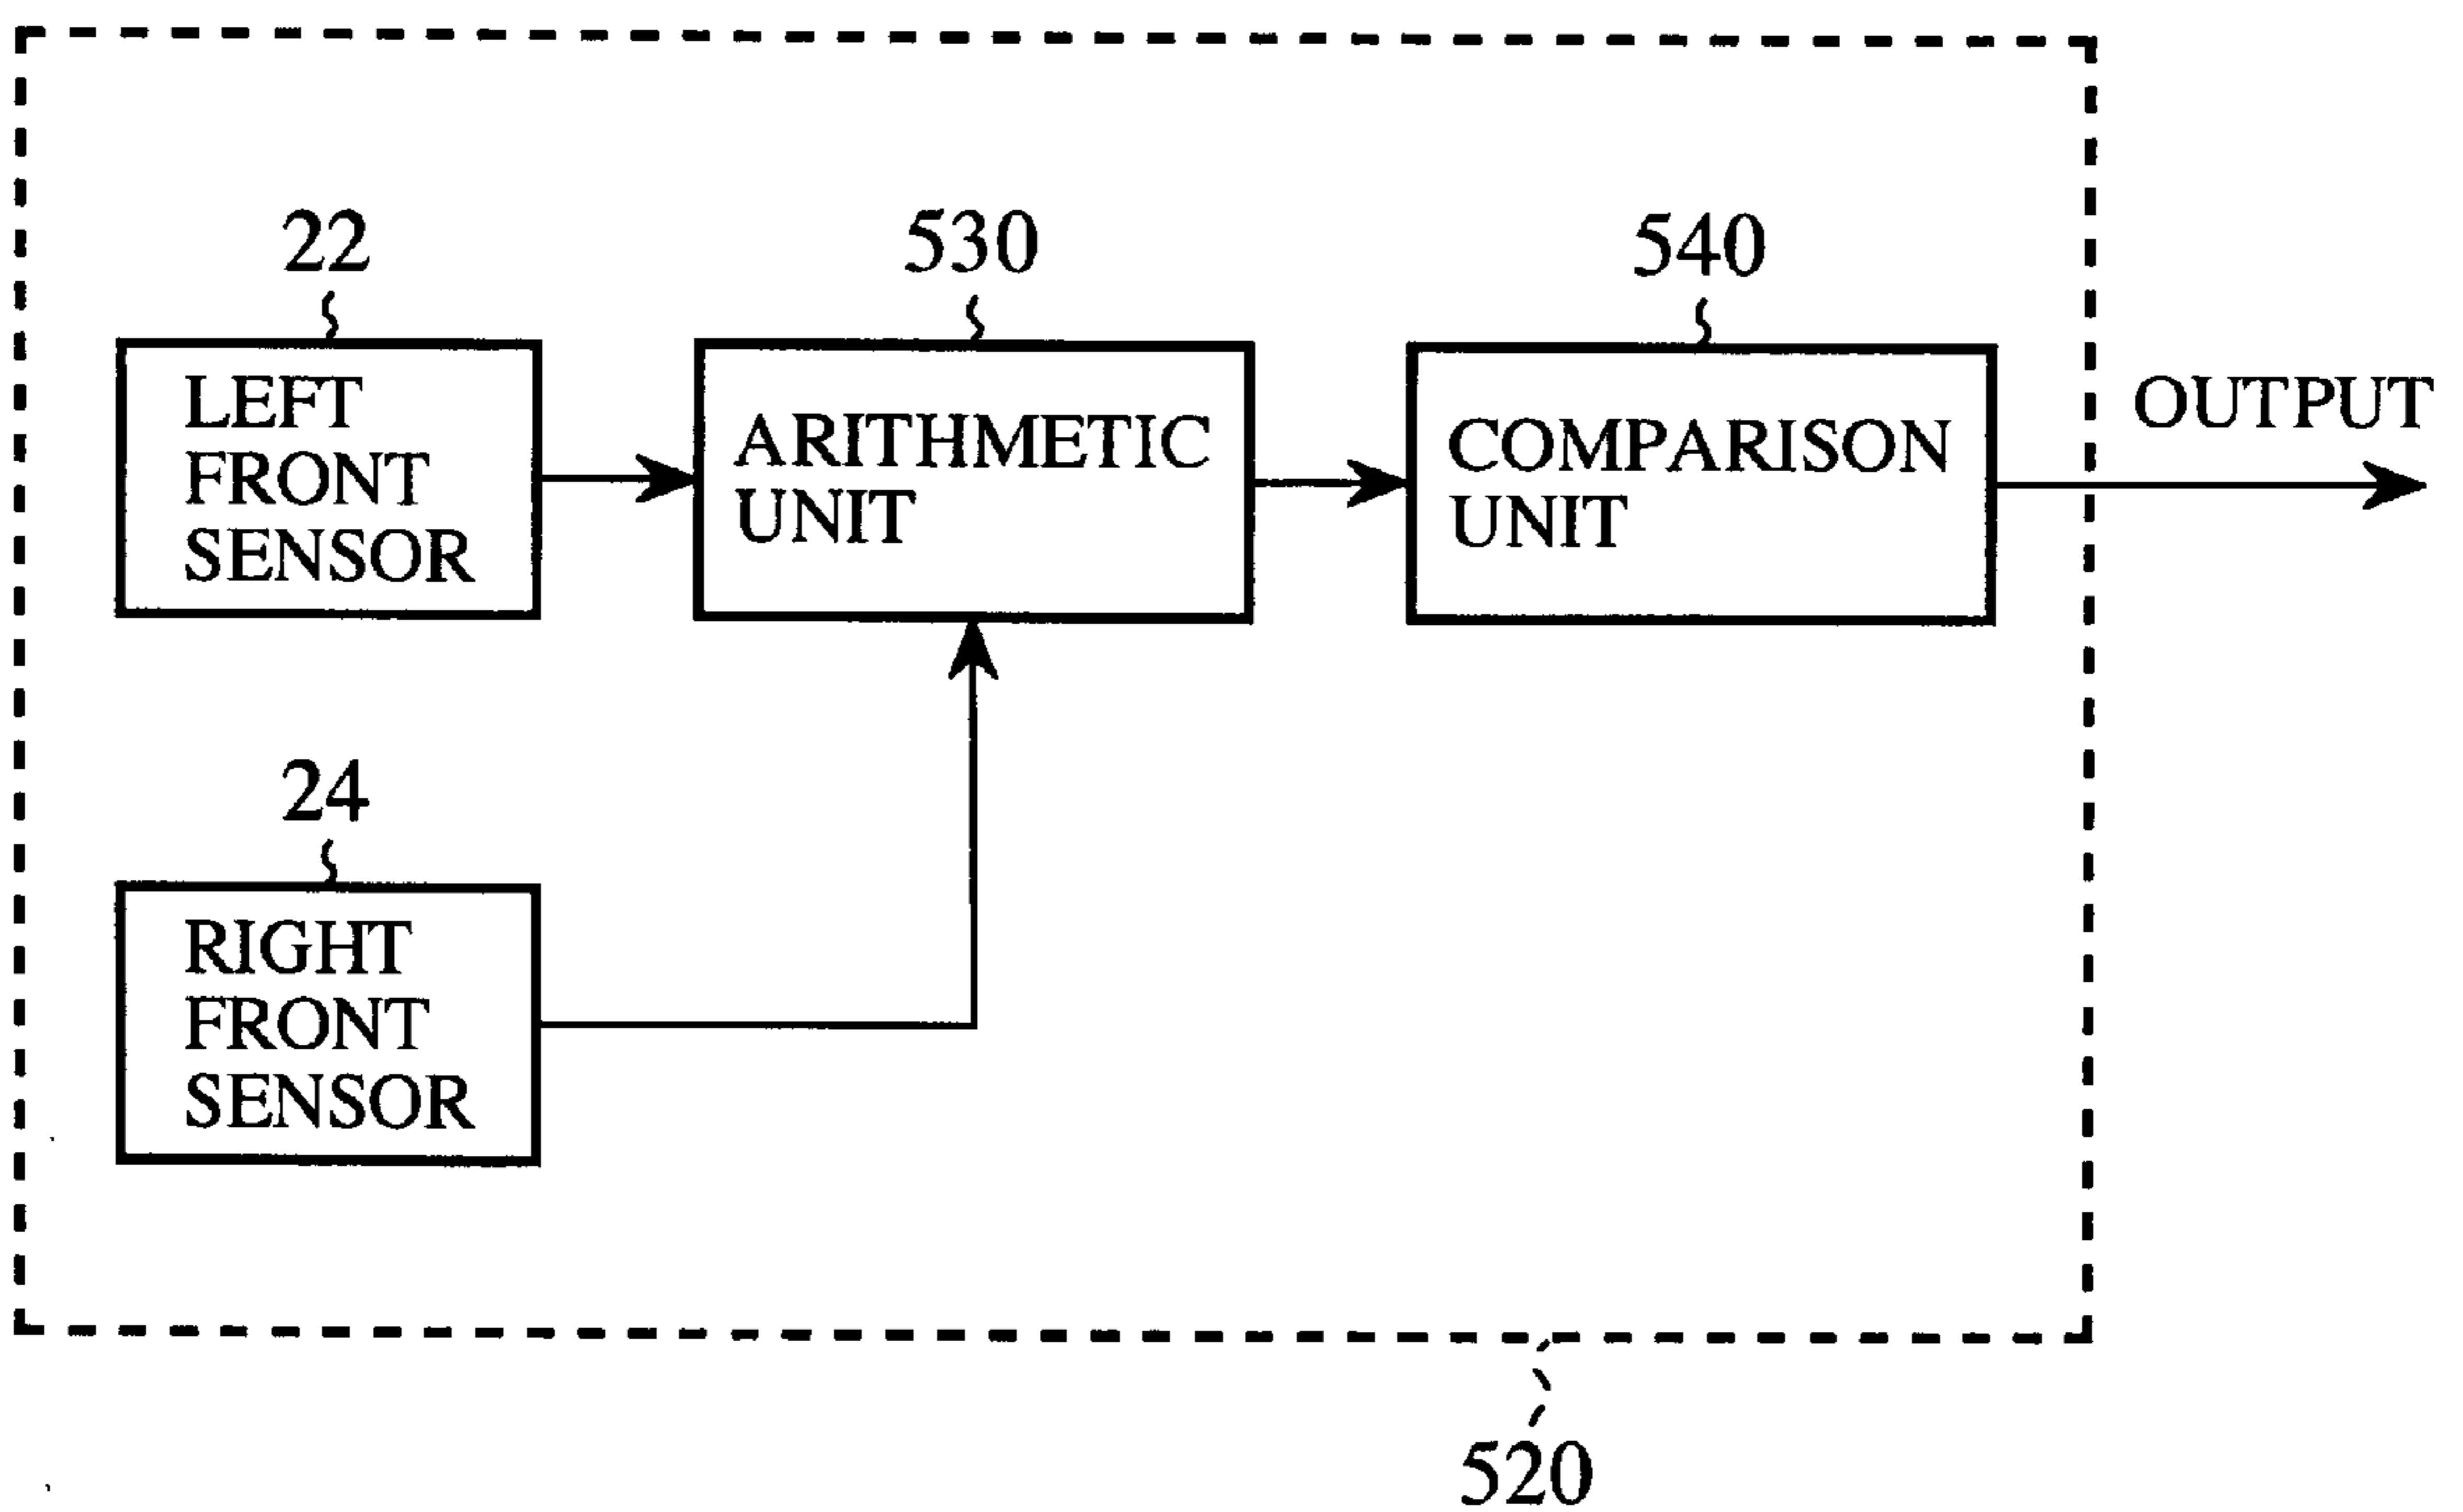 22
530
540
LEFT
FRONT
SENSOR
ARITHMETIC
UNIT
COMPARISON
UNIT
OUTPUT
24
RIGHT
FRONT
SENSOR
520